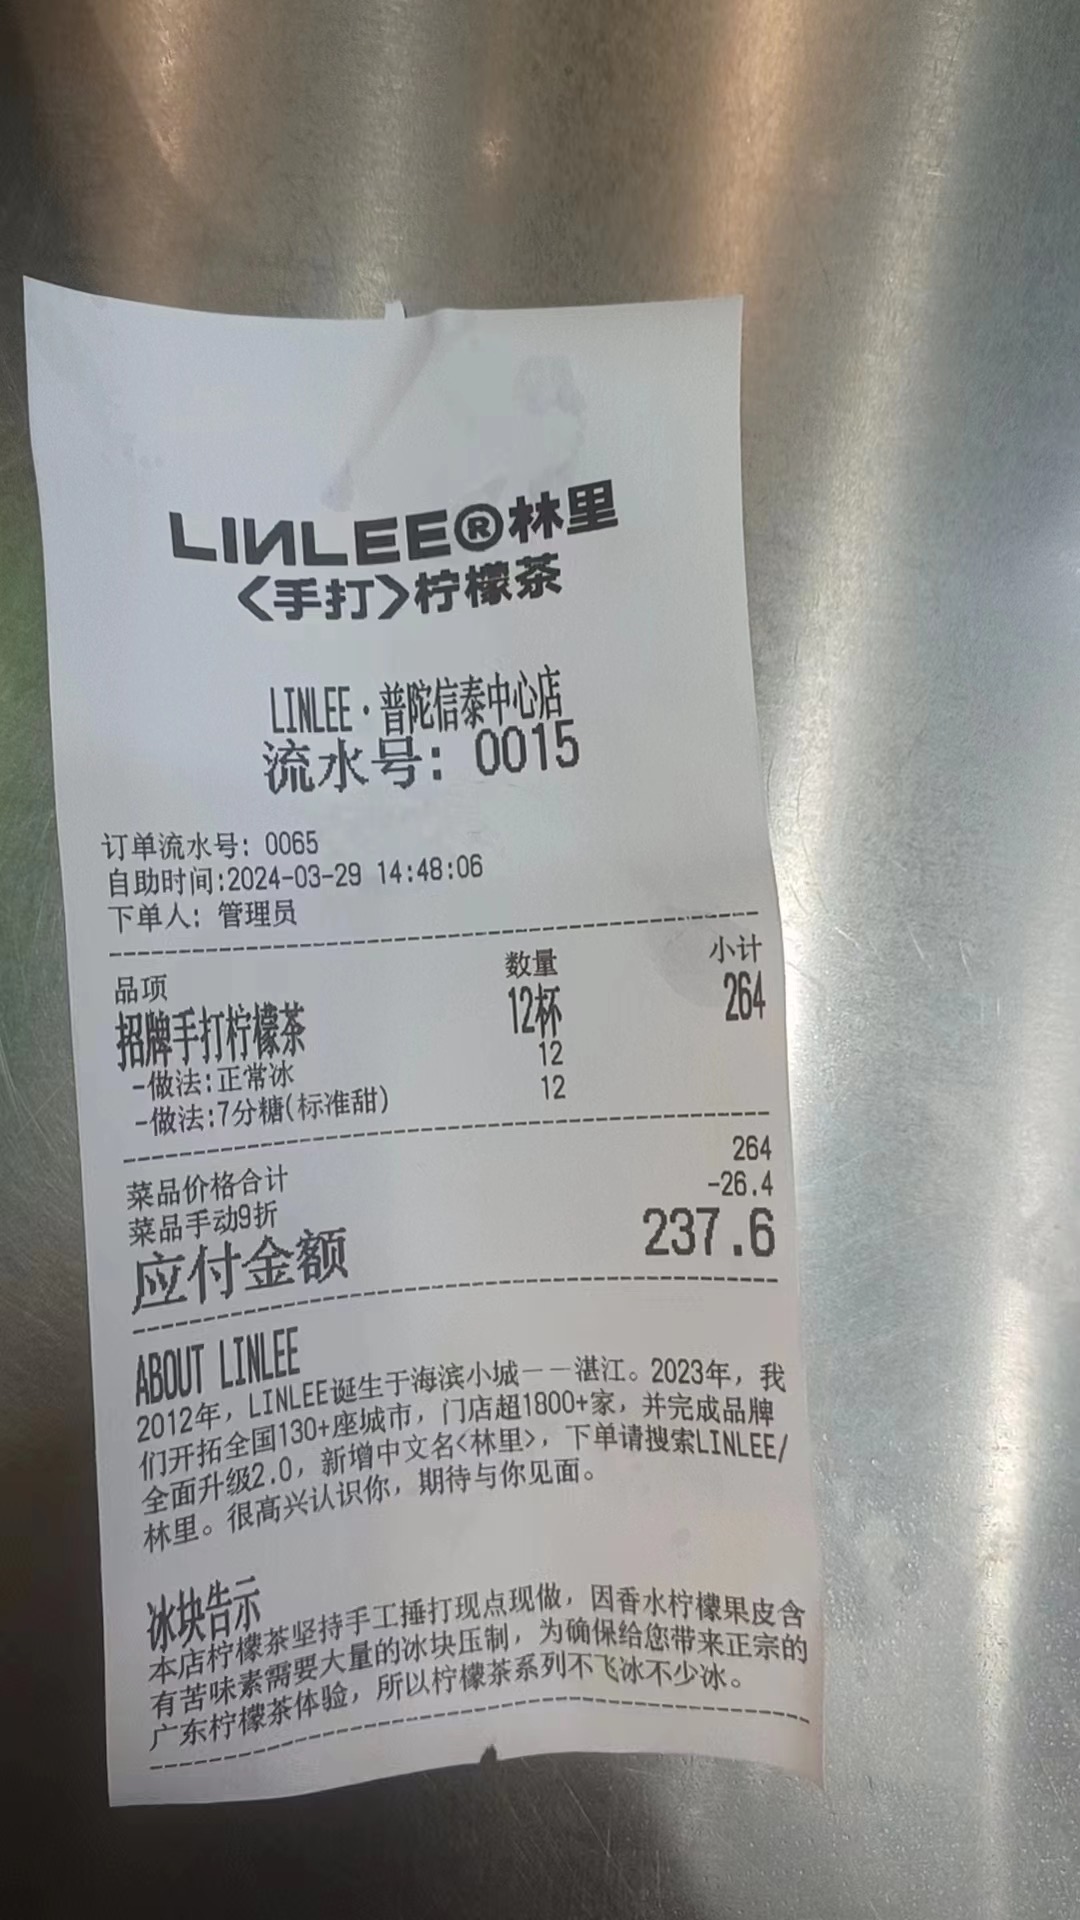 LINLEE®林里
<手打>柠檬茶
LINLEE·普陀信泰中心店
流水号: 0015
订单流水号: 0065
自助时间:2024-03-29 14:48:06
下单人: 管理员
品项 数量 小计
招牌手打柠檬茶 12杯 264
-做法:正常冰 12
-做法:7分糖(标准甜) 12
菜品价格合计 264
菜品手动9折 -26.4
应付金额 237.6
ABOUT LINLEE
2012年, LINLEE诞生于海滨小城——湛江。2023年, 我
们开拓全国130+座城市, 门店超1800+家, 并完成品牌
全面升级2.0, 新增中文名<林里>, 下单请搜索LINLEE/
林里。很高兴认识你, 期待与你见面。
冰块告示
本店柠檬茶坚持手工捶打现点现做, 因香水柠檬果皮含
有苦味素需要大量的冰块压制, 为确保给您带来正宗的
广东柠檬茶体验, 所以柠檬茶系列不飞冰不少冰。